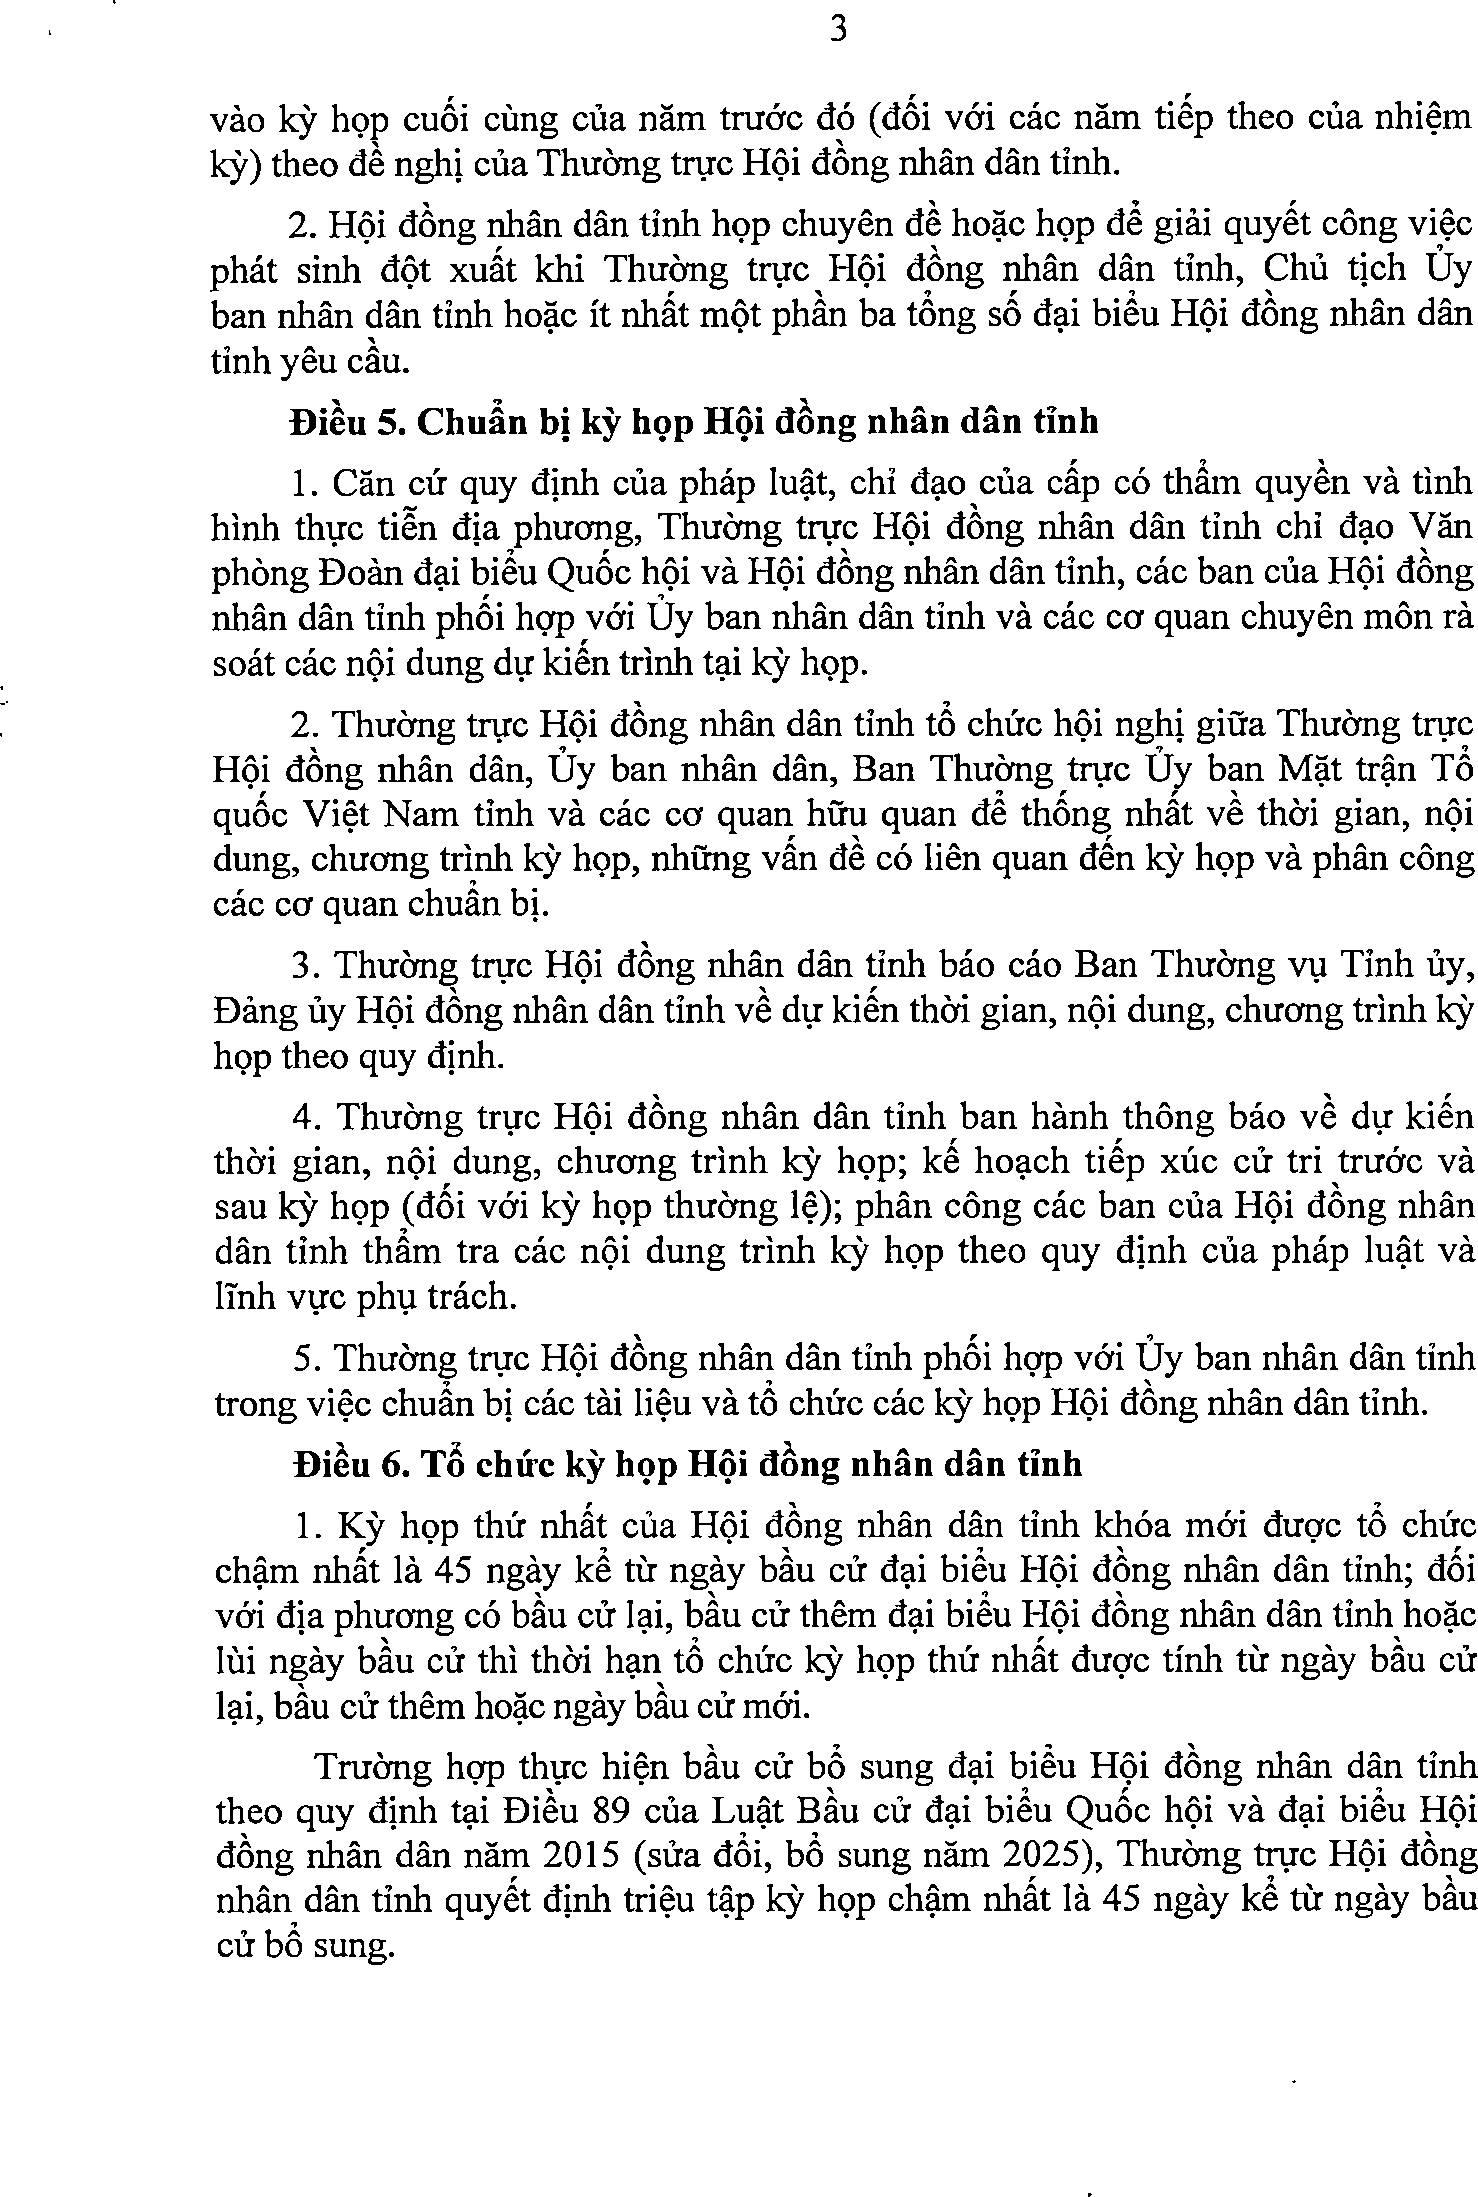 3
vào kỳ họp cuối cùng của năm trước đó (đối với các năm tiếp theo của nhiệm
kỳ) theo đề nghị của Thường trực Hội đồng nhân dân tỉnh.
2. Hội đồng nhân dân tỉnh họp chuyên đề hoặc họp để giải quyết công việc
phát sinh đột xuất khi Thường trực Hội đồng nhân dân tỉnh, Chủ tịch Ủy
ban nhân dân tỉnh hoặc ít nhất một phần ba tổng số đại biểu Hội đồng nhân dân
tỉnh yêu cầu.
Điều 5. Chuẩn bị kỳ họp Hội đồng nhân dân tỉnh
1. Căn cứ quy định của pháp luật, chỉ đạo của cấp có thẩm quyền và tình
hình thực tiễn địa phương, Thường trực Hội đồng nhân dân tỉnh chỉ đạo Văn
phòng Đoàn đại biểu Quốc hội và Hội đồng nhân dân tỉnh, các ban của Hội đồng
nhân dân tỉnh phối hợp với Ủy ban nhân dân tỉnh và các cơ quan chuyên môn rà
soát các nội dung dự kiến trình tại kỳ họp.
2. Thường trực Hội đồng nhân dân tỉnh tổ chức hội nghị giữa Thường trực
Hội đồng nhân dân, Ủy ban nhân dân, Ban Thường trực Ủy ban Mặt trận Tổ
quốc Việt Nam tỉnh và các cơ quan hữu quan để thống nhất về thời gian, nội
dung, chương trình kỳ họp, những vấn đề có liên quan đến kỳ họp và phân công
các cơ quan chuẩn bị.
3. Thường trực Hội đồng nhân dân tỉnh báo cáo Ban Thường vụ Tỉnh ủy,
Đảng ủy Hội đồng nhân dân tỉnh về dự kiến thời gian, nội dung, chương trình kỳ
họp theo quy định.
4. Thường trực Hội đồng nhân dân tỉnh ban hành thông báo về dự kiến
thời gian, nội dung, chương trình kỳ họp; kế hoạch tiếp xúc cử tri trước và
sau kỳ họp (đối với kỳ họp thường lệ); phân công các ban của Hội đồng nhân
dân tỉnh thẩm tra các nội dung trình kỳ họp theo quy định của pháp luật và
lĩnh vực phụ trách.
5. Thường trực Hội đồng nhân dân tỉnh phối hợp với Ủy ban nhân dân tỉnh
trong việc chuẩn bị các tài liệu và tổ chức các kỳ họp Hội đồng nhân dân tỉnh.
Điều 6. Tổ chức kỳ họp Hội đồng nhân dân tỉnh
1. Kỳ họp thứ nhất của Hội đồng nhân dân tỉnh khóa mới được tổ chức
chậm nhất là 45 ngày kể từ ngày bầu cử đại biểu Hội đồng nhân dân tỉnh; đối
với địa phương có bầu cử lại, bầu cử thêm đại biểu Hội đồng nhân dân tỉnh hoặc
lùi ngày bầu cử thì thời hạn tổ chức kỳ họp thứ nhất được tính từ ngày bầu cử
lại, bầu cử thêm hoặc ngày bầu cử mới.
Trường hợp thực hiện bầu cử bổ sung đại biểu Hội đồng nhân dân tỉnh
theo quy định tại Điều 89 của Luật Bầu cử đại biểu Quốc hội và đại biểu Hội
đồng nhân dân năm 2015 (sửa đổi, bổ sung năm 2025), Thường trực Hội đồng
nhân dân tỉnh quyết định triệu tập kỳ họp chậm nhất là 45 ngày kể từ ngày bầu
cử bổ sung.